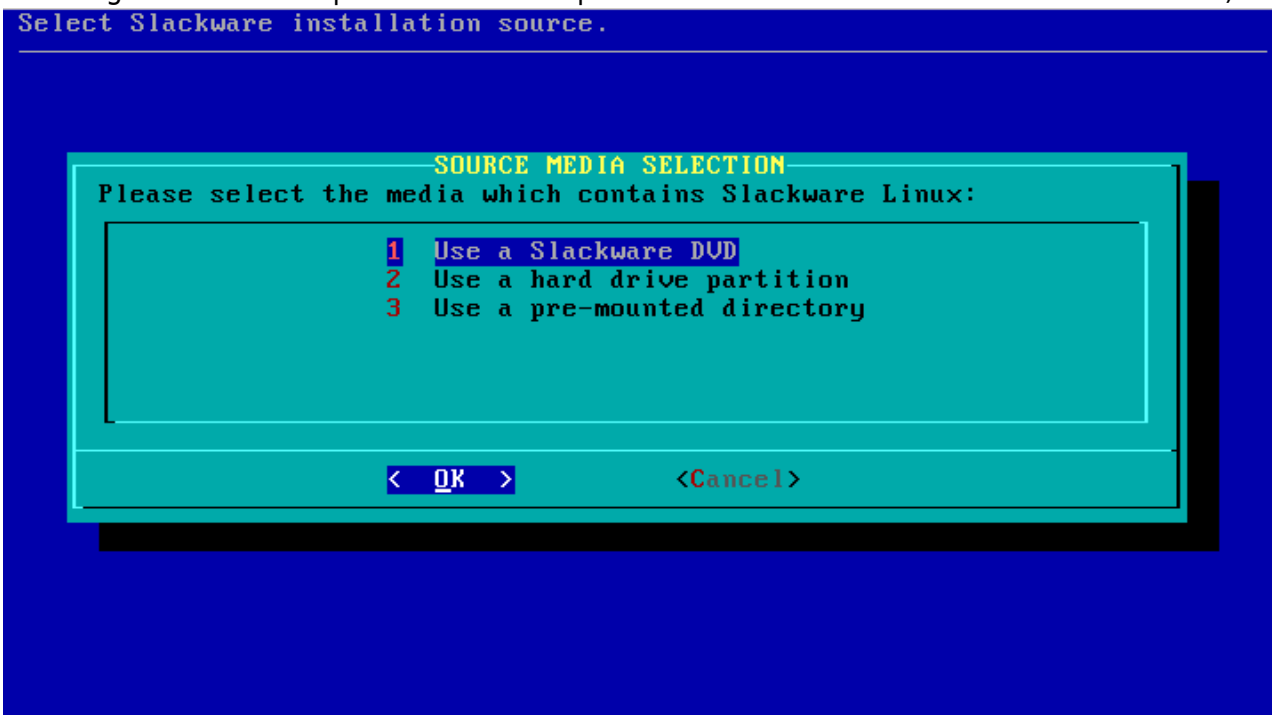 Select Slackware installation source.
SOURCE MEDIA SELECTION
Please select the media which contains Slackware Linux:
1 Use a Slackware DVD
2 Use a hard drive partition
3 Use a pre-mounted directory
< OK > <Cancel>